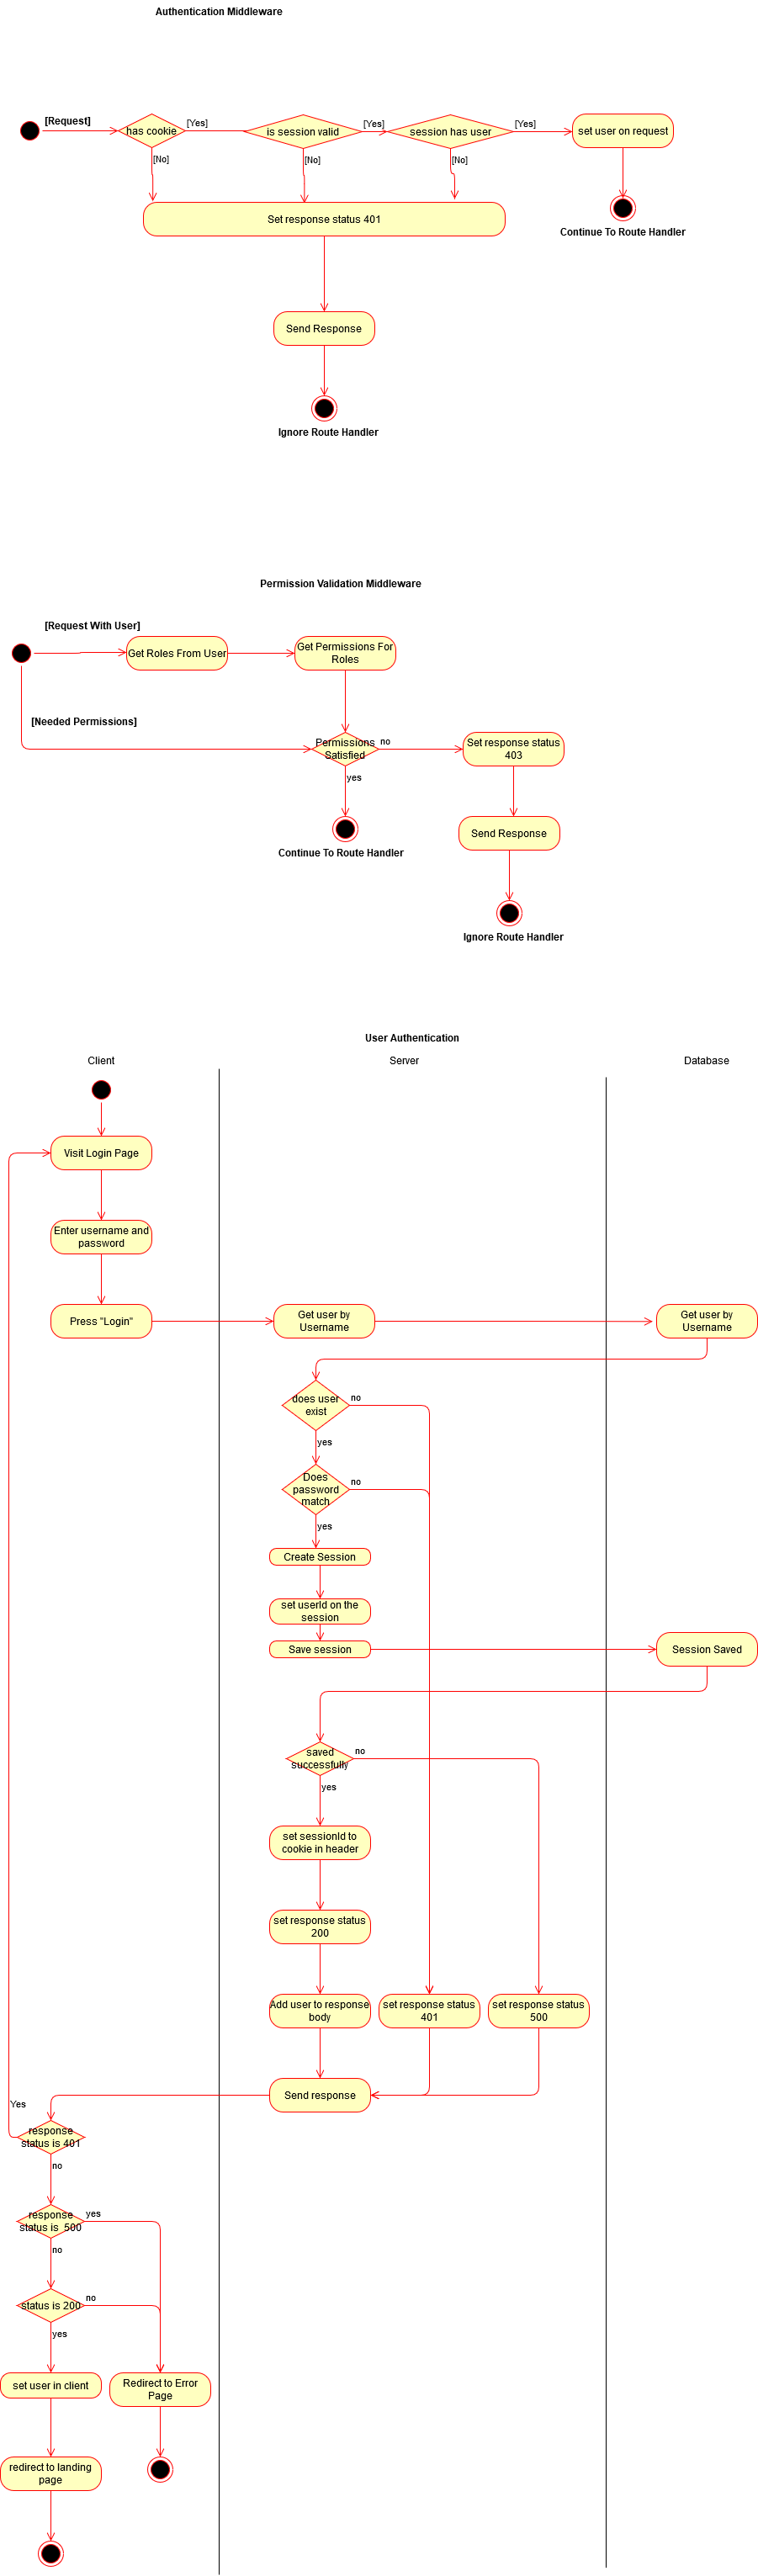 Authentication Middleware
[Request]
has cookie
[Yes]
is session valid
[Yes]
session has user
[Yes]
set user on request
[No]
[No]
[No]
Set response status 401
Continue To Route Handler
Send Response
Ignore Route Handler
Permission Validation Middleware
[Request With User]
Get Roles From User
Get Permissions For
Roles
[Needed Permissions]
Permissions
Satisfied
no
Set response status
403
yes
Send Response
Continue To Route Handler
Ignore Route Handler
User Authentication
Client
Server
Database
Visit Login Page
Enter username and
password
Press "Login"
Get user by
Username
Get user by
Username
does user
exist
no
yes
Does
password
match
no
yes
Create Session
set userId on the
session
Save session
Session Saved
saved
successfully
no
yes
set sessionId to
cookie in header
set response status
200
Add user to response
body
set response status
401
set response status
500
Send response
Yes
response
status is 401
no
response
status is  500
yes
no
status is 200
no
yes
set user in client
Redirect to Error
Page
redirect to landing
page